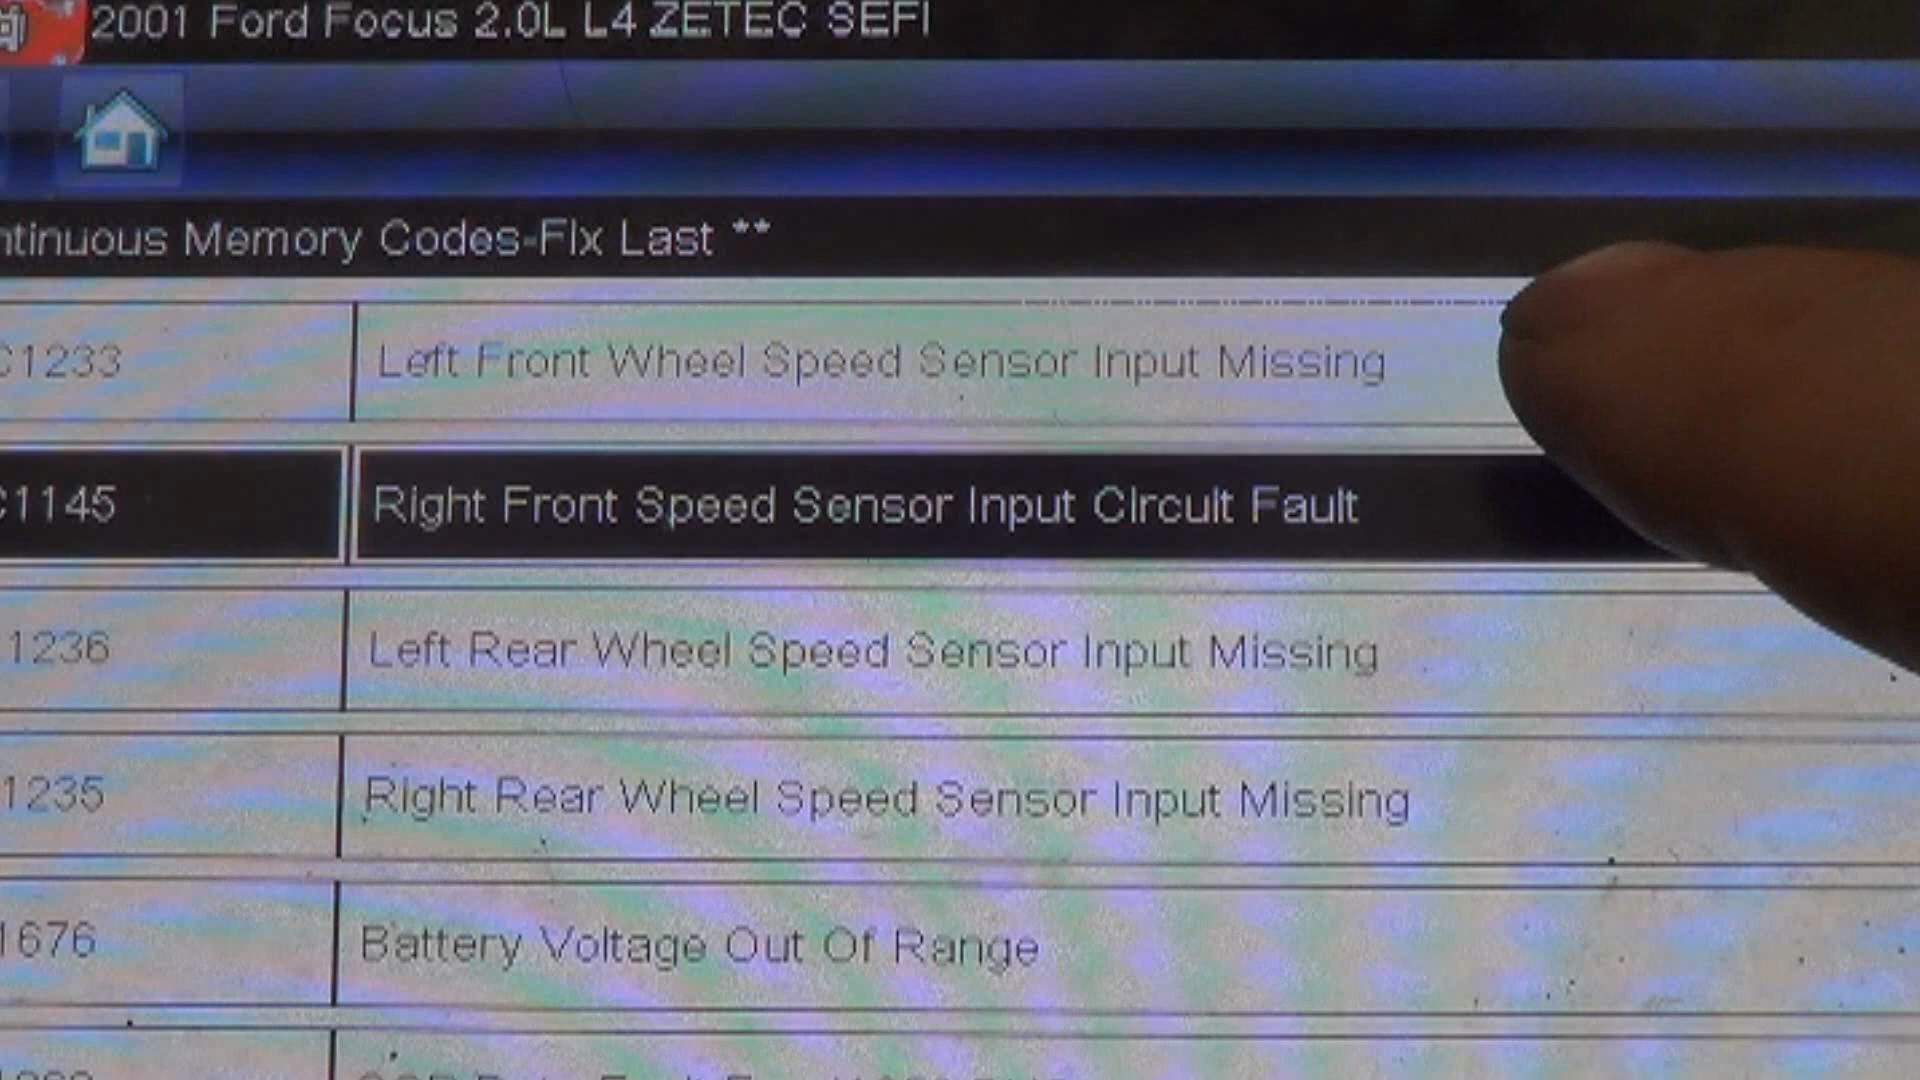 2001 Ford Focus 2.0L L4 ZETEC SEFI
ntinuous Memory Codes-Fix Last **
C1233 Left Front Wheel Speed Sensor Input Missing
C1145 Right Front Speed Sensor Input Circuit Fault
1236 Left Rear Wheel Speed Sensor Input Missing
1235 Right Rear Wheel Speed Sensor Input Missing
1676 Battery Voltage Out Of Range